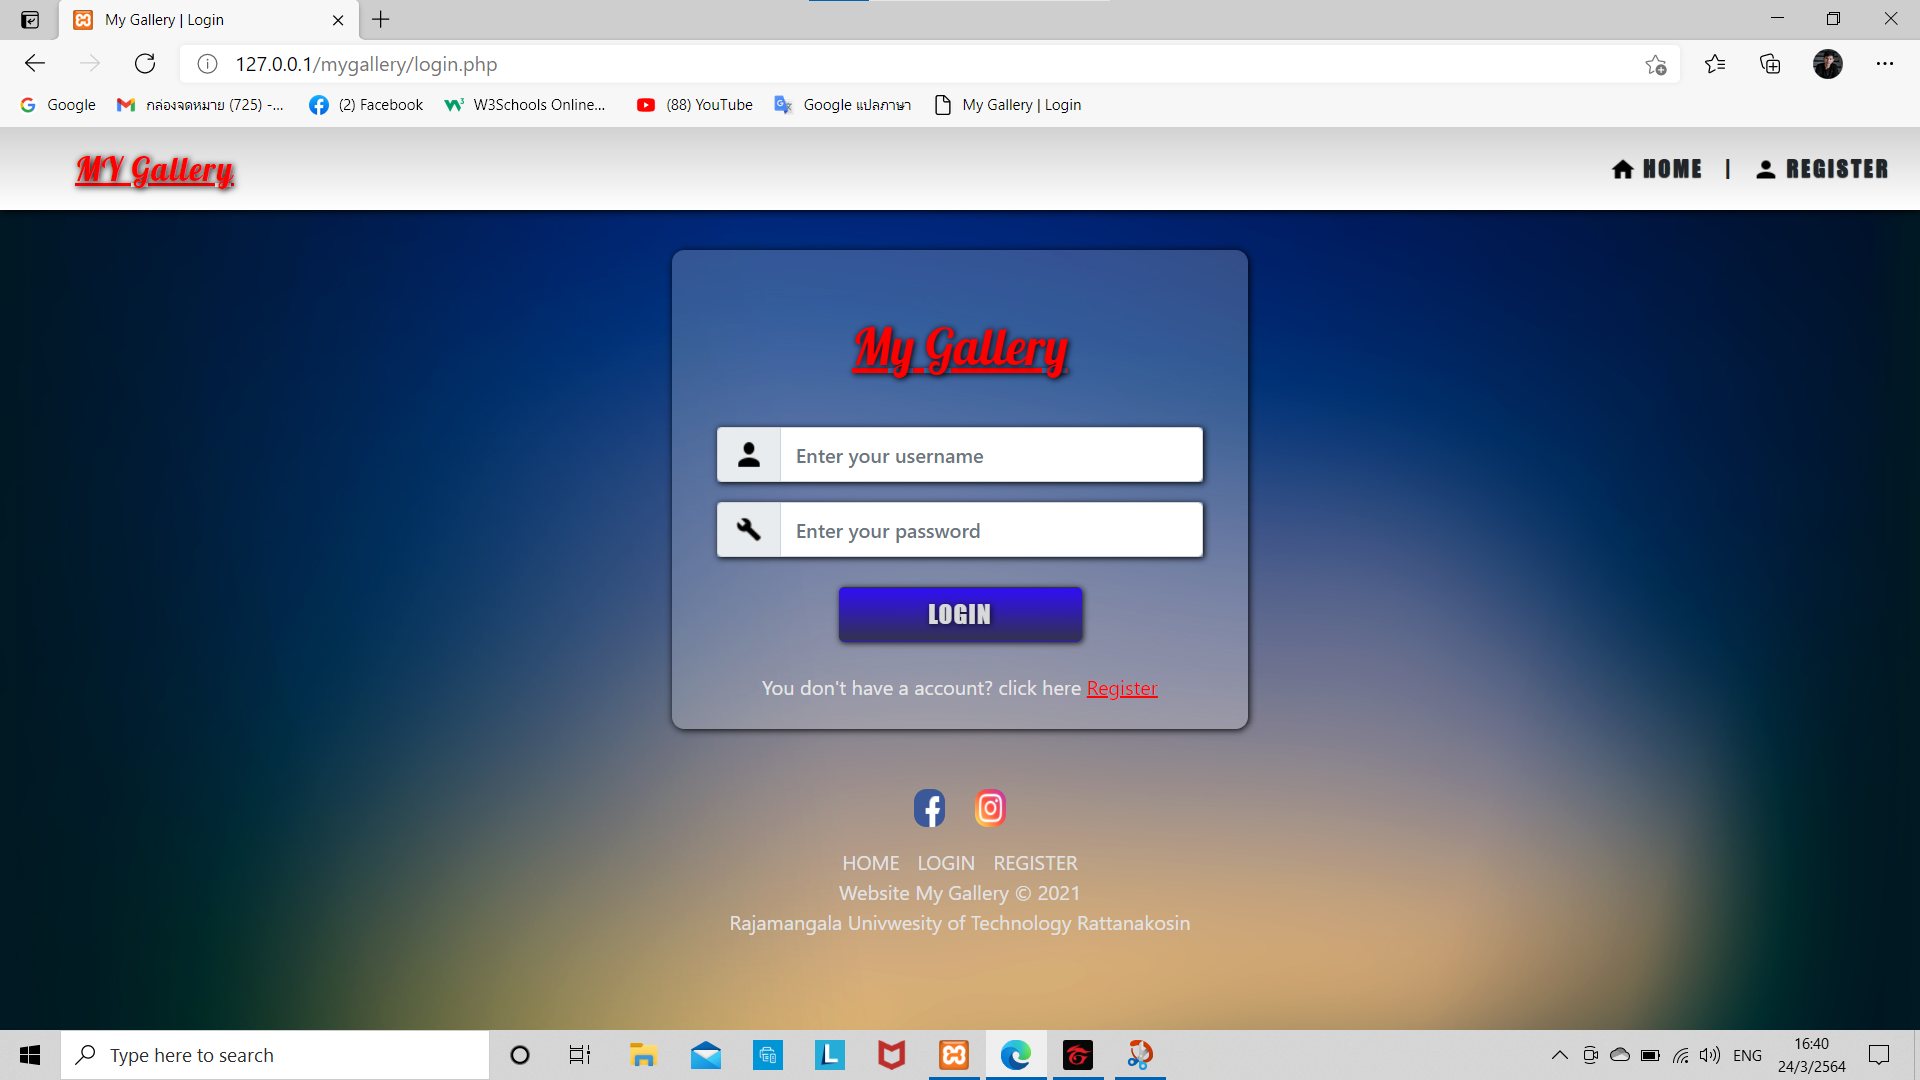 My Gallery | Login
127.0.0.1/mygallery/login.php
Google
กล่องจดหมาย (725) -...
(2) Facebook
W3Schools Online...
(88) YouTube
Google แปลภาษา
My Gallery | Login
MY Gallery
HOME | REGISTER
My Gallery
Enter your username
Enter your password
LOGIN
You don't have a account? click here Register
HOME LOGIN REGISTER
Website My Gallery © 2021
Rajamangala Univwesity of Technology Rattanakosin
Type here to search
ENG
16:40
24/3/2564